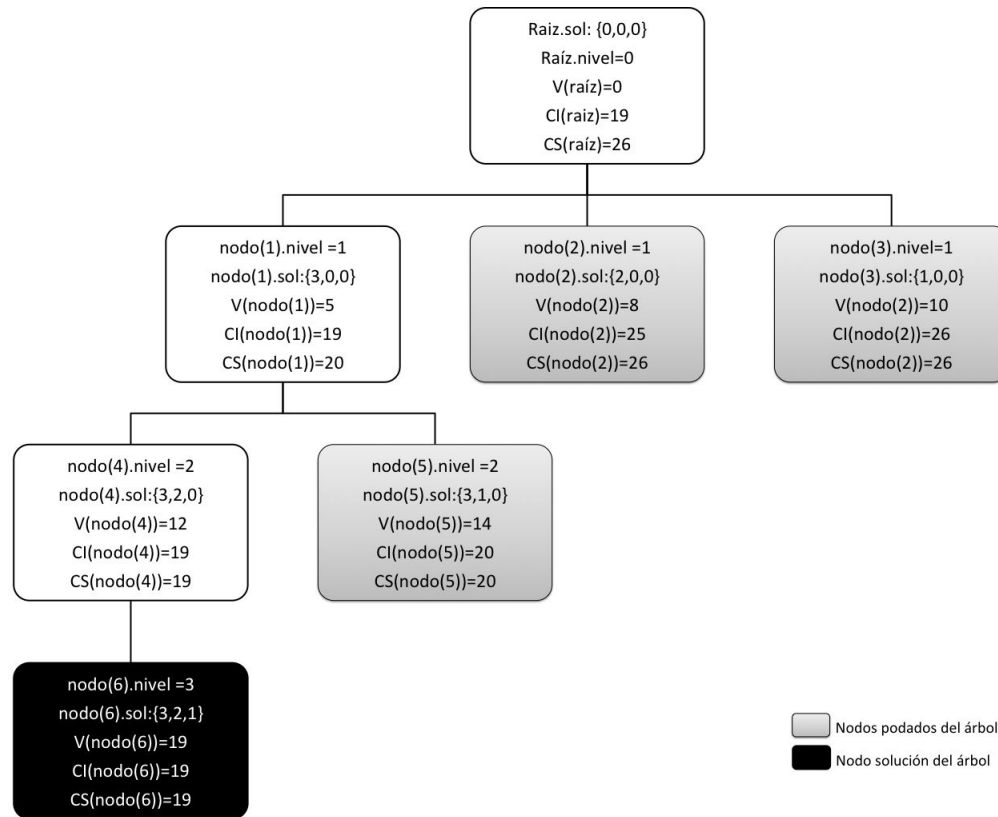 Raiz.sol: {0,0,0}
Raíz.nivel=0
V(raíz)=0
CI(raiz)=19
CS(raíz)=26
nodo(1).nivel =1
nodo(1).sol:{3,0,0}
V(nodo(1))=5
CI(nodo(1))=19
CS(nodo(1))=20
nodo(2).nivel =1
nodo(2).sol:{2,0,0}
V(nodo(2))=8
CI(nodo(2))=25
CS(nodo(2))=26
nodo(3).nivel=1
nodo(3).sol:{1,0,0}
V(nodo(2))=10
CI(nodo(2))=26
CS(nodo(2))=26
nodo(4).nivel =2
nodo(4).sol:{3,2,0}
V(nodo(4))=12
CI(nodo(4))=19
CS(nodo(4))=19
nodo(5).nivel =2
nodo(5).sol:{3,1,0}
V(nodo(5))=14
CI(nodo(5))=20
CS(nodo(5))=20
nodo(6).nivel =3
nodo(6).sol:{3,2,1}
V(nodo(6))=19
CI(nodo(6))=19
CS(nodo(6))=19
Nodos podados del árbol
Nodo solución del árbol